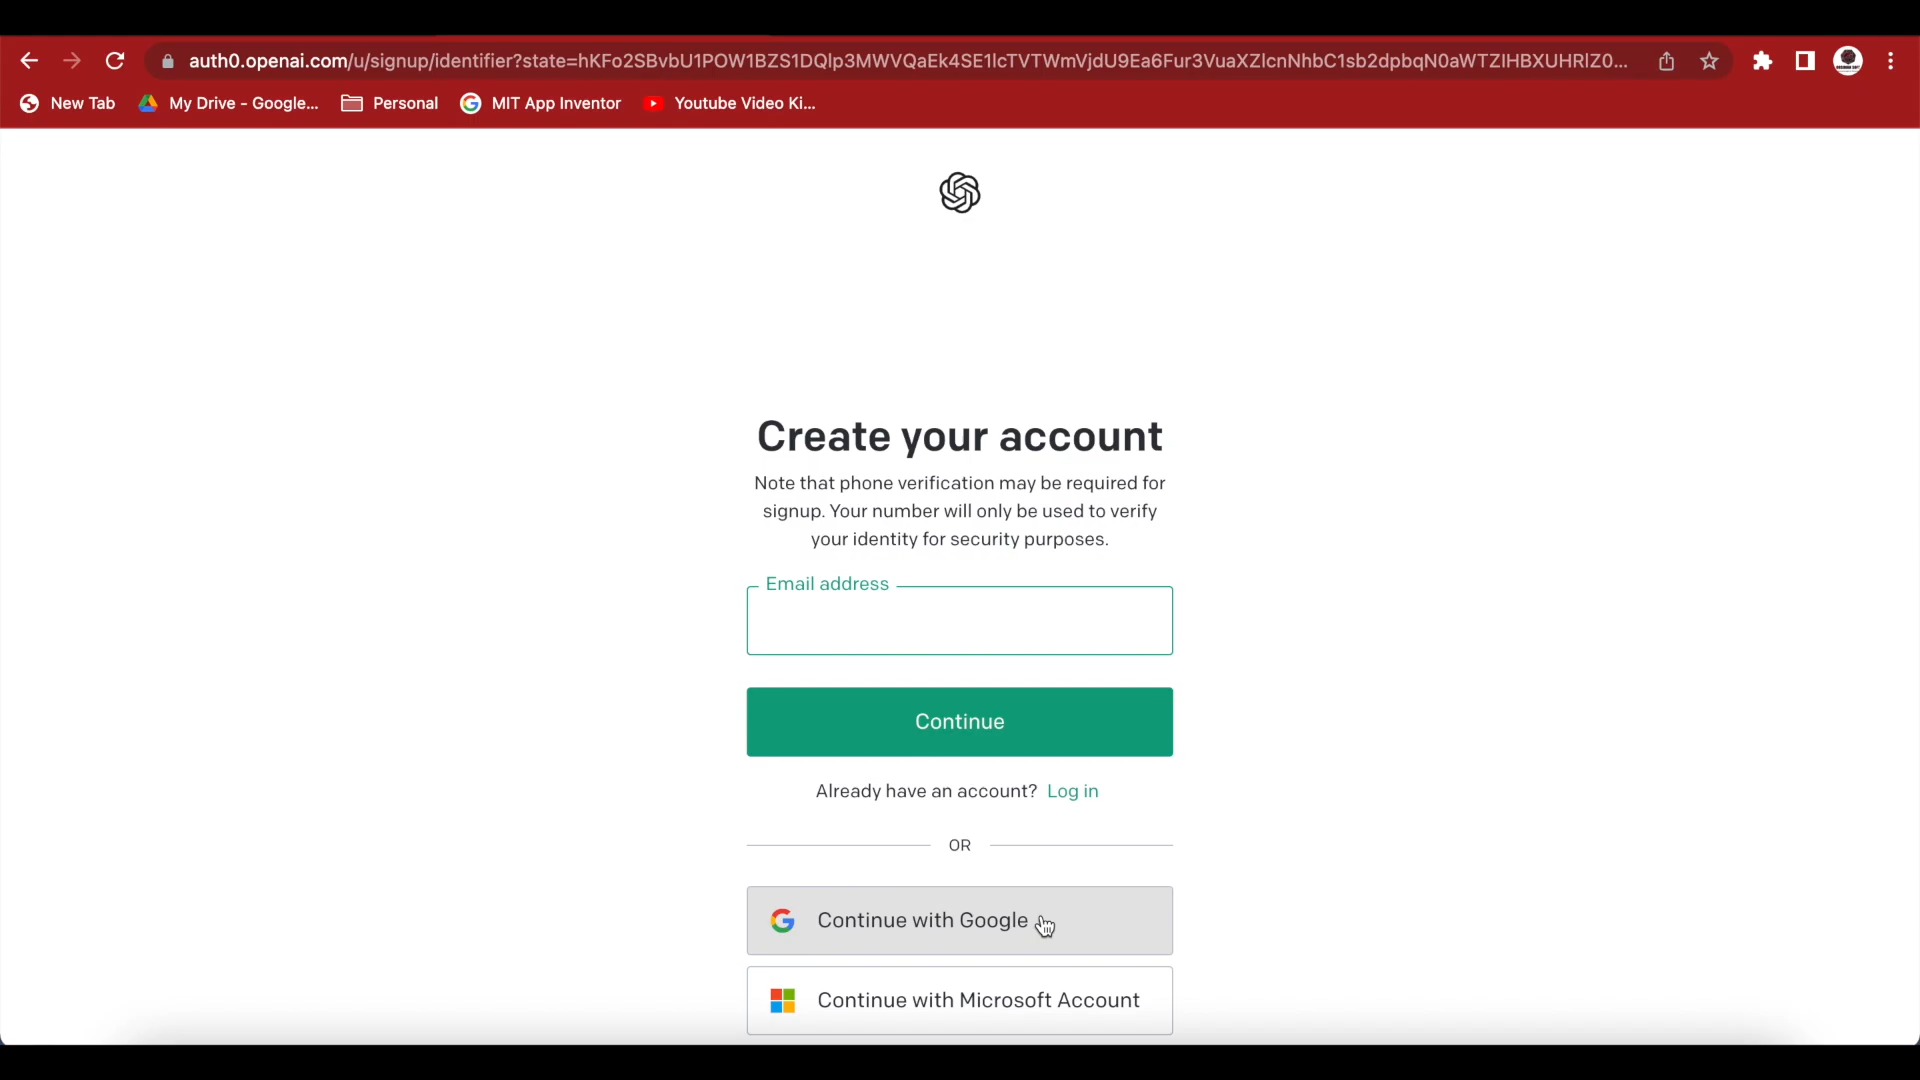 auth0.openai.com/u/signup/identifier?state=hKFo2SBvbU1POW1BZS1DQlp3MWVQaEk4SE1lcTVTWmVjdU9Ea6Fur3VuaXZlcnNhbC1sb2dpbqN0aWTZIHBXUHRlZ0...
New Tab My Drive - Google... Personal MIT App Inventor Youtube Video Ki...
Create your account
Note that phone verification may be required for
signup. Your number will only be used to verify
your identity for security purposes.
Email address
Continue
Already have an account? Log in
OR
Continue with Google
Continue with Microsoft Account